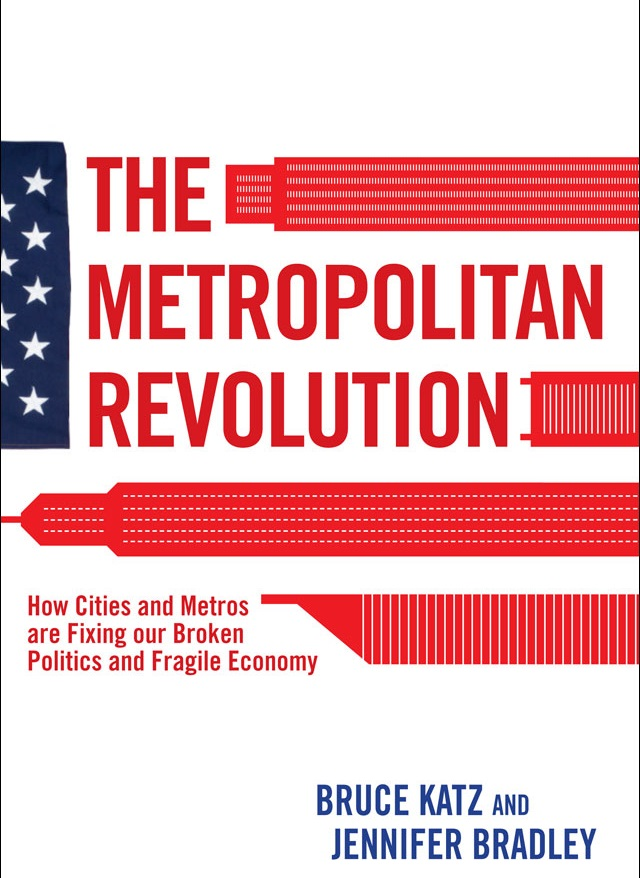 THE
METROPOLITAN
REVOLUTION
How Cities and Metros
are Fixing our Broken
Politics and Fragile Economy
BRUCE KATZ AND
JENNIFER BRADLEY